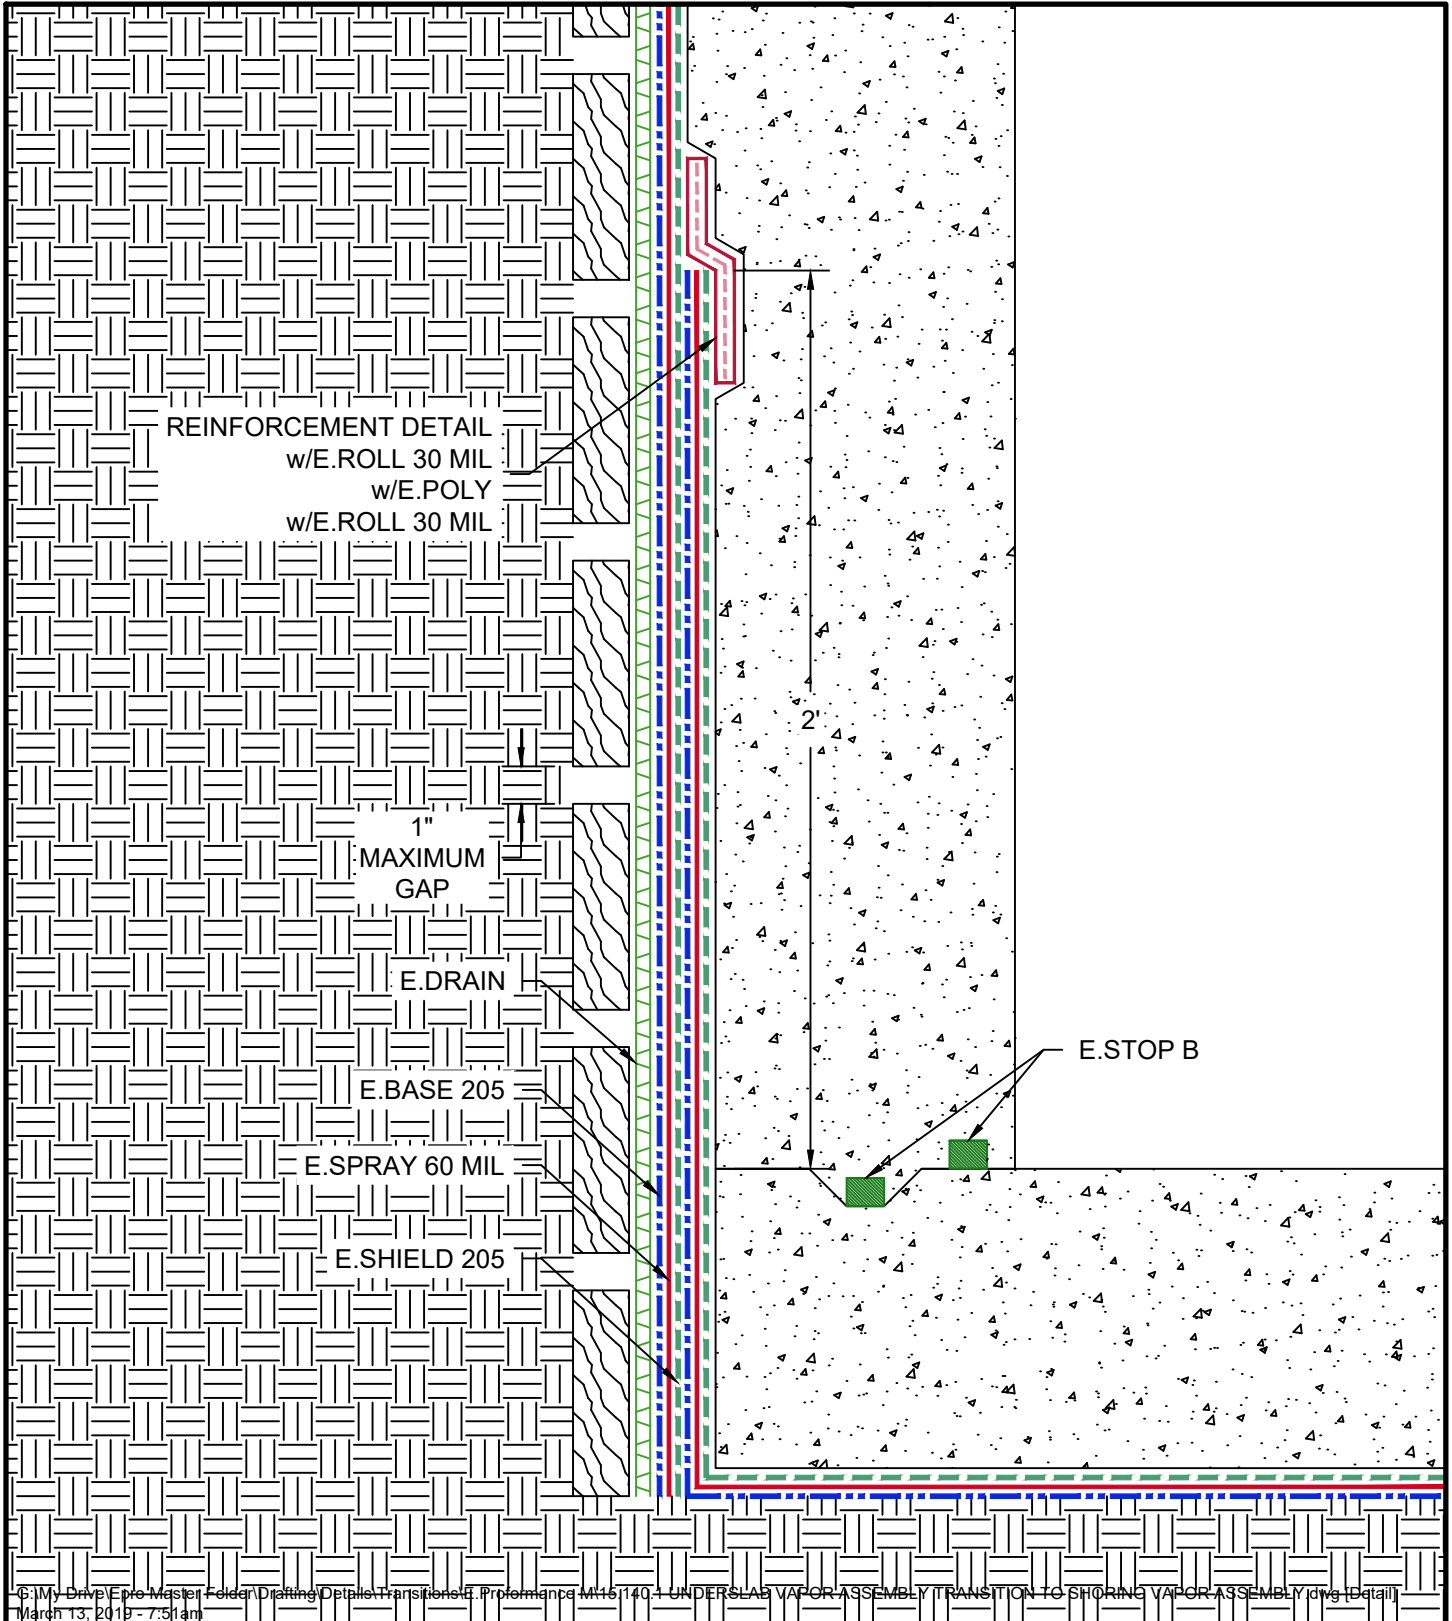 REINFORCEMENT DETAIL
w/E.ROLL 30 MIL
w/E.POLY
w/E.ROLL 30 MIL
2'
1"
MAXIMUM
GAP
E.DRAIN
E.STOP B
E.BASE 205
E.SPRAY 60 MIL
E.SHIELD 205
G:\My Drive\Epro Master Folder\Drafting\Details\Transitions\E.Proformance M\15.140.1 UNDERSLAB VAPOR ASSEMBLY TRANSITION TO SHORING VAPOR ASSEMBLY.dwg [Detail]
March 13, 2019 - 7:51am